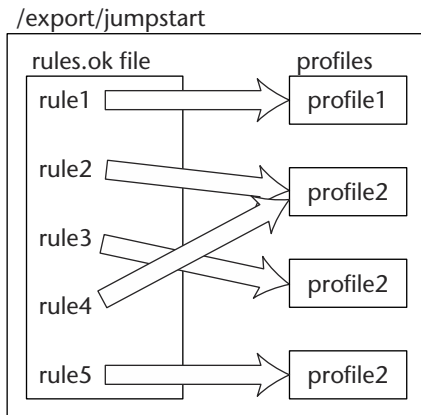 /export/jumpstart
rules.ok file
profiles
rule1
profile1
rule2
profile2
rule3
profile2
rule4
rule5
profile2